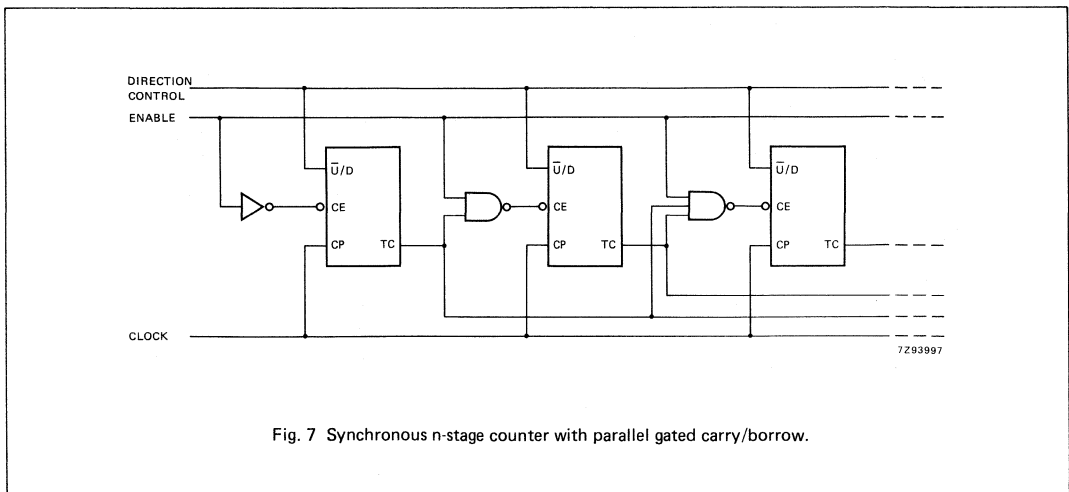 DIRECTION
CONTROL
ENABLE
U̅/D
CE
CP TC
U̅/D
CE
CP TC
U̅/D
CE
CP TC
CLOCK
7Z93997
Fig. 7 Synchronous n-stage counter with parallel gated carry/borrow.